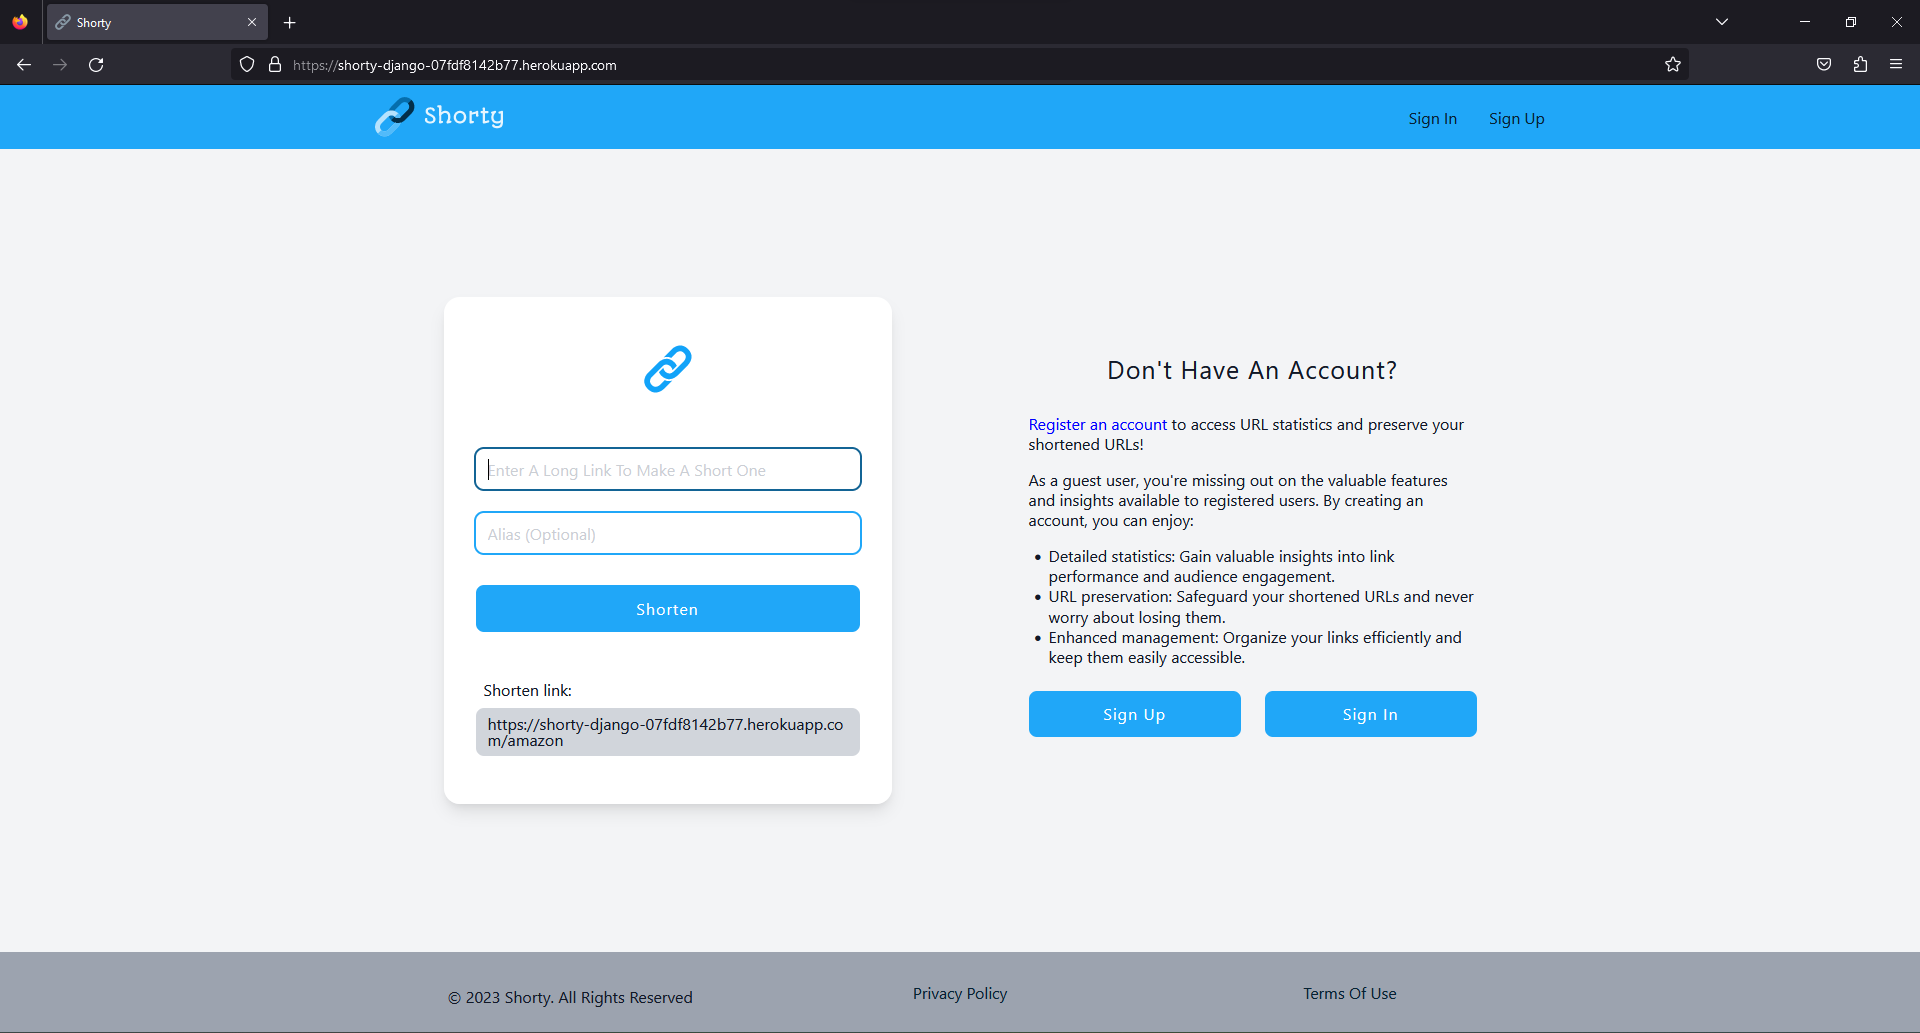 Shorty
https://shorty-django-07fdf8142b77.herokuapp.com
Shorty
Sign In
Sign Up
Enter A Long Link To Make A Short One
Alias (Optional)
Shorten
Shorten link:
https://shorty-django-07fdf8142b77.herokuapp.co
m/amazon
Don't Have An Account?
Register an account to access URL statistics and preserve your
shortened URLs!
As a guest user, you're missing out on the valuable features
and insights available to registered users. By creating an
account, you can enjoy:
• Detailed statistics: Gain valuable insights into link
performance and audience engagement.
• URL preservation: Safeguard your shortened URLs and never
worry about losing them.
• Enhanced management: Organize your links efficiently and
keep them easily accessible.
Sign Up
Sign In
© 2023 Shorty. All Rights Reserved
Privacy Policy
Terms Of Use